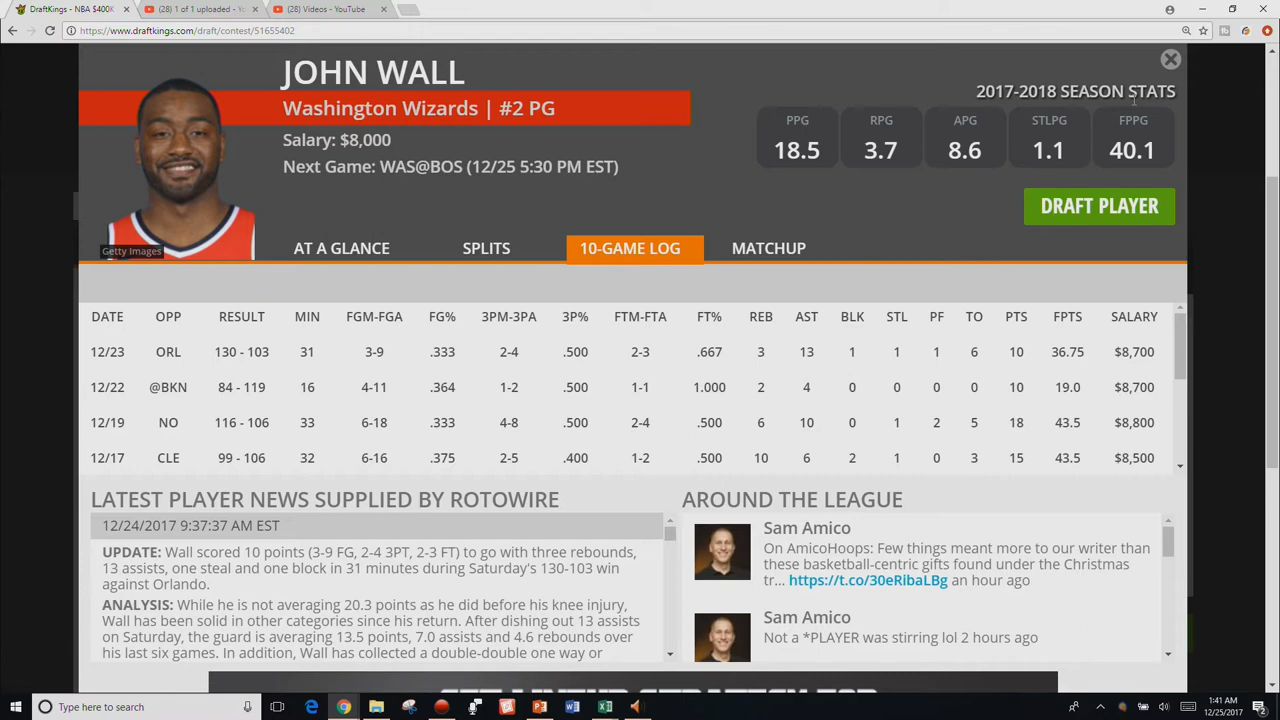 DraftKings - NBA $400K
(28) 1 of 1 uploaded - Yo
(28) Videos - YouTube
https://www.draftkings.com/draft/contest/51655402
JOHN WALL
Washington Wizards | #2 PG
Salary: $8,000
Next Game: WAS@BOS (12/25 5:30 PM EST)
Getty Images
2017-2018 SEASON STATS
PPG RPG APG STLPG FPPG
18.5 3.7 8.6 1.1 40.1
DRAFT PLAYER
AT A GLANCE SPLITS 10-GAME LOG MATCHUP
DATE OPP RESULT MIN FGM-FGA FG% 3PM-3PA 3P% FTM-FTA FT% REB AST BLK STL PF TO PTS FPTS SALARY
12/23 ORL 130 - 103 31 3-9 .333 2-4 .500 2-3 .667 3 13 1 1 1 6 10 36.75 $8,700
12/22 @BKN 84 - 119 16 4-11 .364 1-2 .500 1-1 1.000 2 4 0 0 0 0 10 19.0 $8,700
12/19 NO 116 - 106 33 6-18 .333 4-8 .500 2-4 .500 6 10 0 1 2 5 18 43.5 $8,800
12/17 CLE 99 - 106 32 6-16 .375 2-5 .400 1-2 .500 10 6 2 1 0 3 15 43.5 $8,500
LATEST PLAYER NEWS SUPPLIED BY ROTOWIRE
12/24/2017 9:37:37 AM EST
UPDATE: Wall scored 10 points (3-9 FG, 2-4 3PT, 2-3 FT) to go with three rebounds,
13 assists, one steal and one block in 31 minutes during Saturday's 130-103 win
against Orlando.
ANALYSIS: While he is not averaging 20.3 points as he did before his knee injury,
Wall has been solid in other categories since his return. After dishing out 13 assists
on Saturday, the guard is averaging 13.5 points, 7.0 assists and 4.6 rebounds over
his last six games. In addition, Wall has collected a double-double one way or
AROUND THE LEAGUE
Sam Amico
On AmicoHoops: Few things meant more to our writer than
these basketball-centric gifts found under the Christmas
tr... https://t.co/30eRibaLBg an hour ago
Sam Amico
Not a *PLAYER was stirring lol 2 hours ago
Type here to search
1:41 AM
12/25/2017